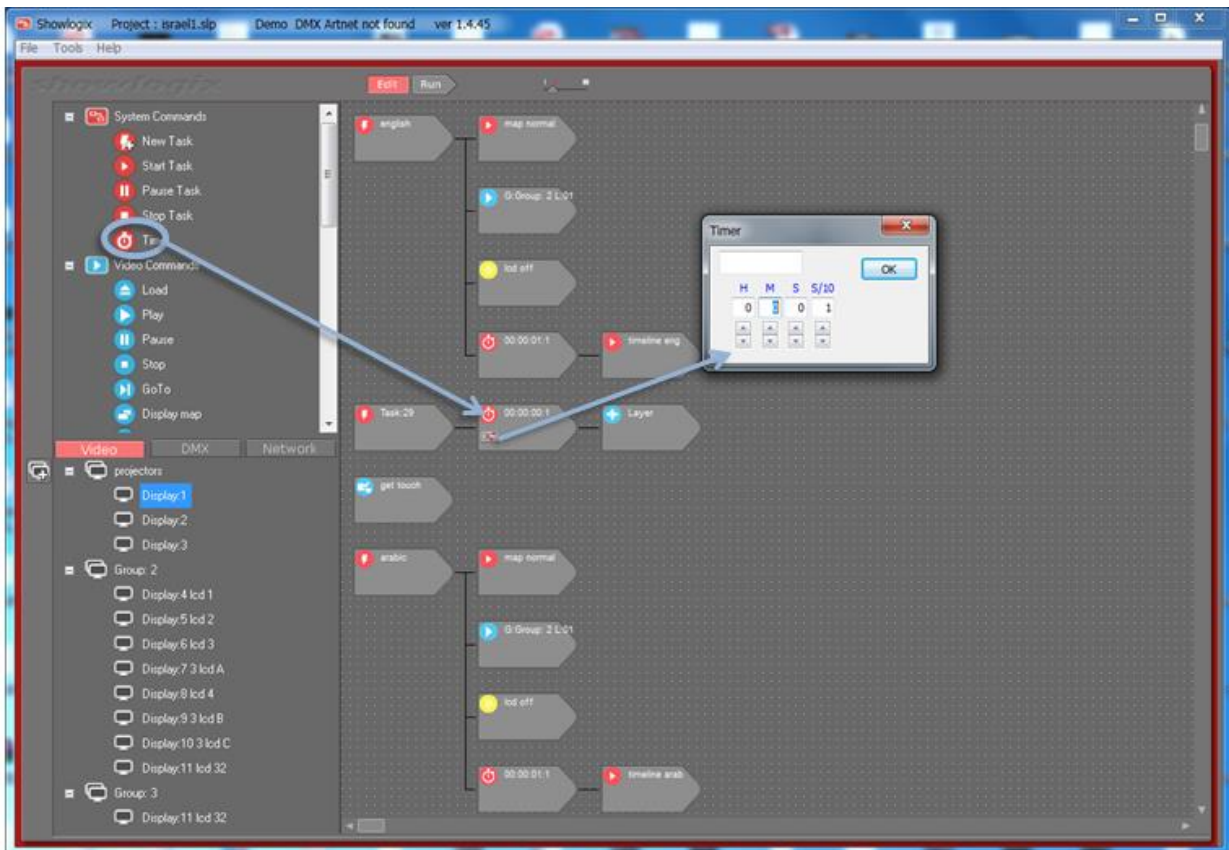 Showlogix Project : israel1.slp Demo DMX Artnet not found ver 1.4.45
File Tools Help
showlogix
Edit Run
System Commands
New Task
Start Task
Pause Task
Stop Task
Video Commands
Load
Play
Pause
Stop
GoTo
Display map
Video DMX Network
projectors
Display:1
Display:2
Display:3
Group: 2
Display:4 lcd 1
Display:5 lcd 2
Display:6 lcd 3
Display:7 3 lcd A
Display:8 lcd 4
Display:9 3 lcd B
Display:10 3 lcd C
Display:11 lcd 32
Group: 3
Display:11 lcd 32
english map normal
G:Group: 2 L:01
lcd off
00:00:01:1 timeline eng
Task:29 00:00:00:1 Layer
get touch
arabic map normal
G:Group: 2 L:01
lcd off
00:00:01:1 timeline arab
Timer
OK
H M S S/10
0 0 0 1